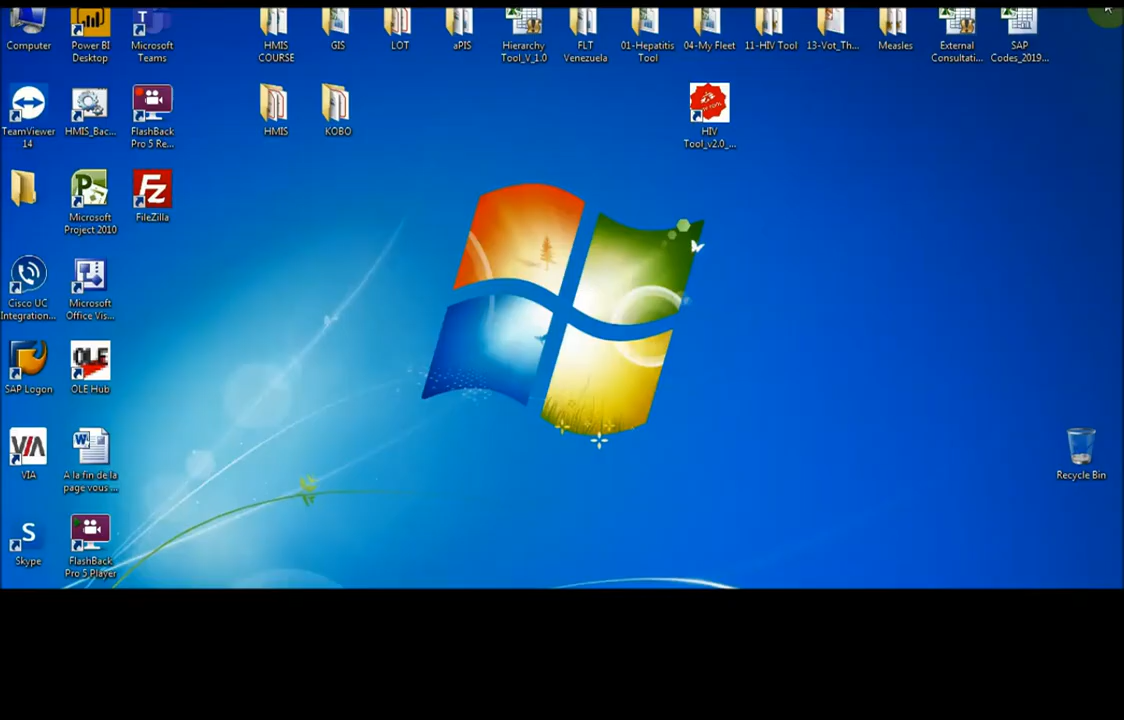 Computer
Power BI
Desktop
Microsoft
Teams
HMIS
COURSE
GIS
LOT
aPIS
Hierarchy
Tool_V_1.0
FLT
Venezuela
01-Hepatitis
Tool
04-My Fleet
11-HIV Tool
13-Vot_Th...
Measles
External
Consultati...
SAP
Codes_2019...
TeamViewer
14
HMIS_Bac...
FlashBack
Pro 5 Re...
HMIS
KOBO
HIV
Tool_v2.0_...
Microsoft
Project 2010
FileZilla
Cisco UC
Integration...
Microsoft
Office Vis...
SAP Logon
OLE
OLE Hub
VIA
VIA
A la fin de la
page vous ...
Recycle Bin
Skype
FlashBack
Pro 5 Player